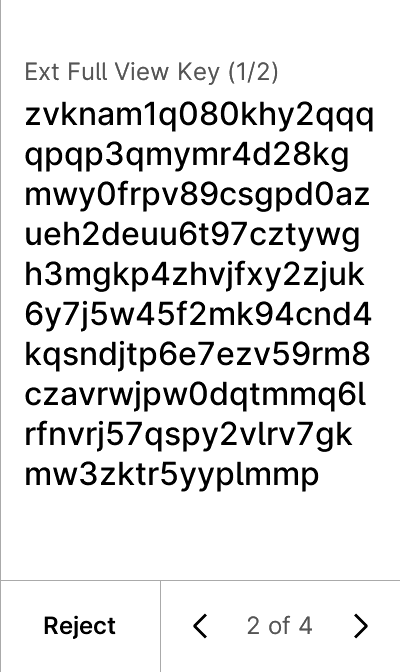 Ext Full View Key (1/2)
zvknam1q080khy2qqq
qpqp3qmymr4d28kg
mwy0frpv89csgpd0az
ueh2deuu6t97cztywg
h3mgkp4zhvjfxy2zjuk
6y7j5w45f2mk94cnd4
kqsndjtp6e7ezv59rm8
czavrwjpw0dqtmmq6l
rfnvrj57qspy2vlrv7gk
mw3zktr5yyplmmp
Reject
2 of 4